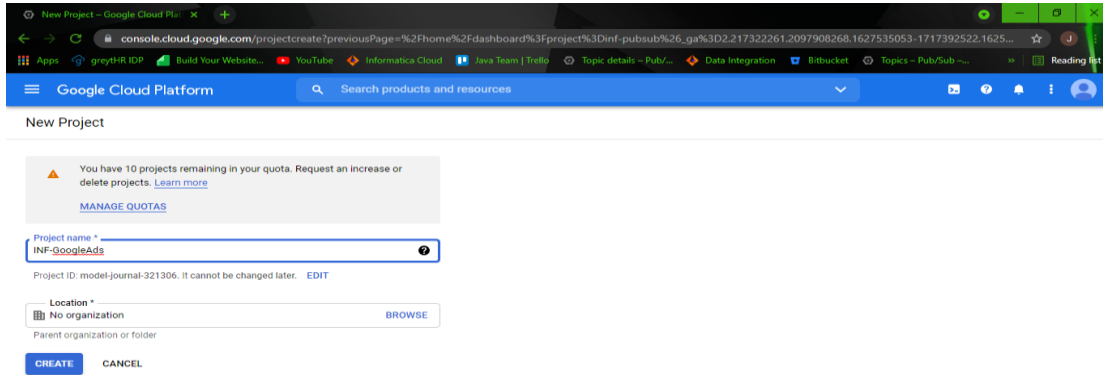 New Project – Google Cloud Plat
console.cloud.google.com/projectcreate?previousPage=%2Fhome%2Fdashboard%3Fproject%3Dinf-pubsub%26_ga%3D2.217322261.2097908268.1627535053-1717392522.1625...
J
Apps greytHR IDP Build Your Website... YouTube Informatica Cloud Java Team | Trello Topic details – Pub/... Data Integration Bitbucket Topics – Pub/Sub –... » Reading list
Google Cloud Platform Search products and resources
New Project
You have 10 projects remaining in your quota. Request an increase or
delete projects. Learn more
MANAGE QUOTAS
Project name *
INF-GoogleAds
Project ID: model-journal-321306. It cannot be changed later. EDIT
Location *
No organization BROWSE
Parent organization or folder
CREATE CANCEL